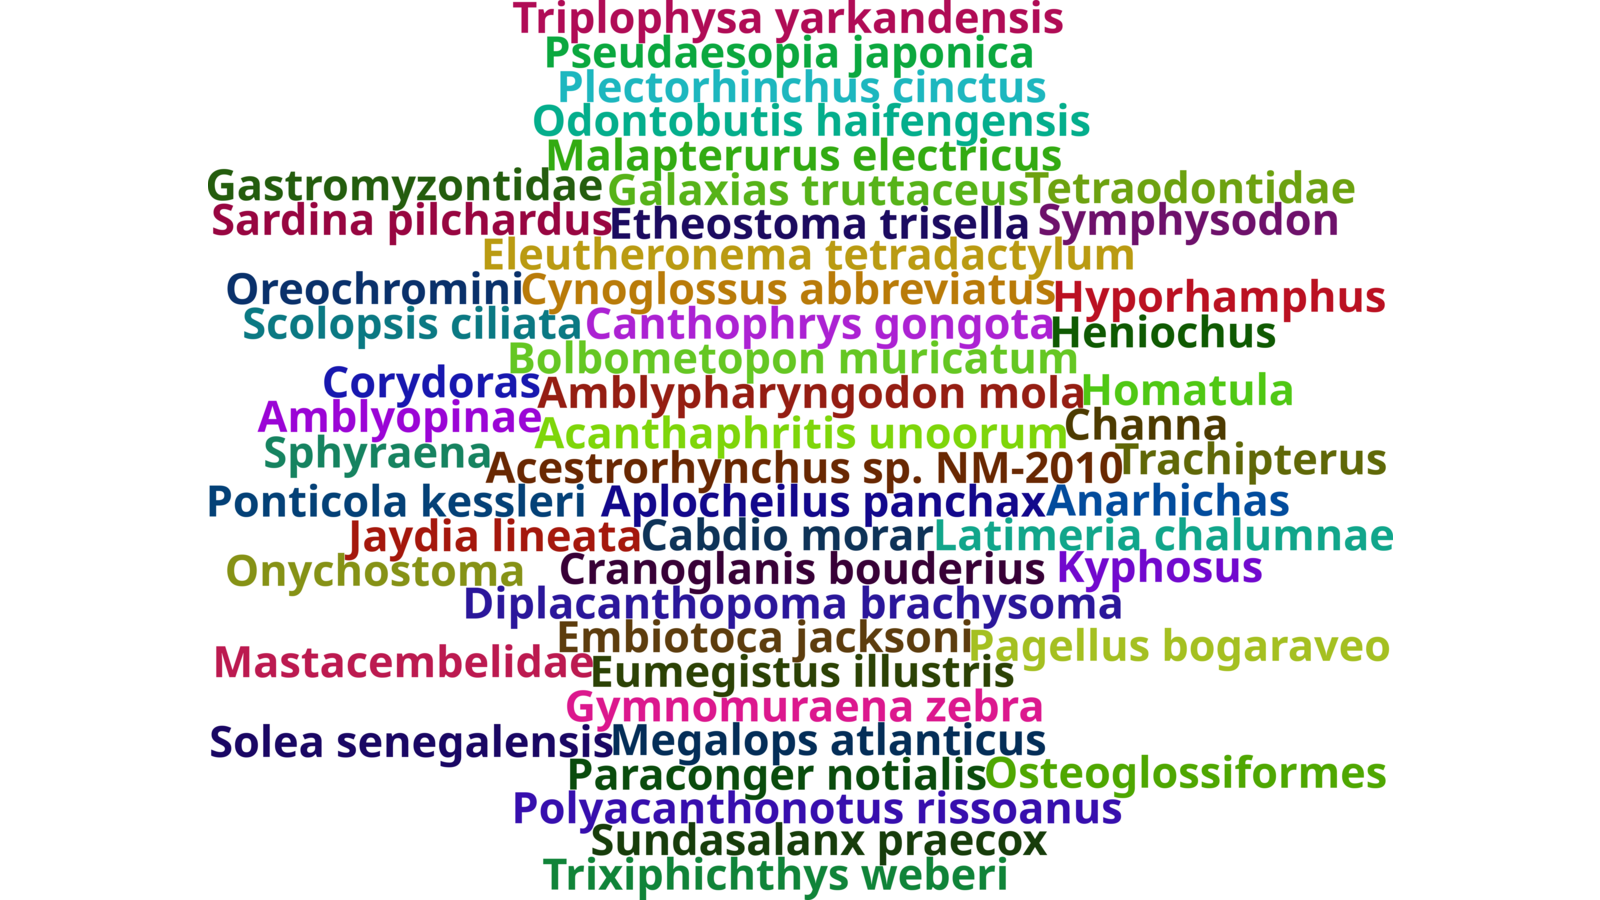 Triplophysa yarkandensis
Pseudaesopia japonica
Plectorhinchus cinctus
Odontobutis haifengensis
Malapterurus electricus
Gastromyzontidae Galaxias truttaceus Tetraodontidae
Sardina pilchardus Etheostoma trisella Symphysodon
Eleutheronema tetradactylum
Oreochromini Cynoglossus abbreviatus Hyporhamphus
Scolopsis ciliata Canthophrys gongota Heniochus
Bolbometopon muricatum
Corydoras Amblypharyngodon mola Homatula
Amblyopinae Acanthaphritis unoorum Channa
Sphyraena Acestrorhynchus sp. NM-2010 Trachipterus
Ponticola kessleri Aplocheilus panchax Anarhichas
Jaydia lineata Cabdio morar Latimeria chalumnae
Onychostoma Cranoglanis bouderius Kyphosus
Diplacanthopoma brachysoma
Embiotoca jacksoni Pagellus bogaraveo
Mastacembelidae Eumegistus illustris
Gymnomuraena zebra
Solea senegalensis Megalops atlanticus
Paraconger notialis Osteoglossiformes
Polyacanthonotus rissoanus
Sundasalanx praecox
Trixiphichthys weberi